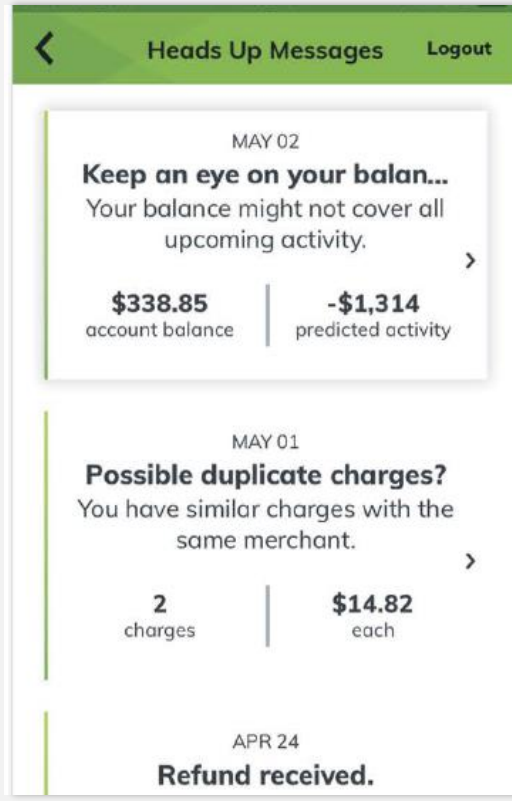 Heads Up Messages Logout
MAY 02
Keep an eye on your balan...
Your balance might not cover all
upcoming activity.
$338.85 -$1,314
account balance predicted activity
MAY 01
Possible duplicate charges?
You have similar charges with the
same merchant.
2 $14.82
charges each
APR 24
Refund received.